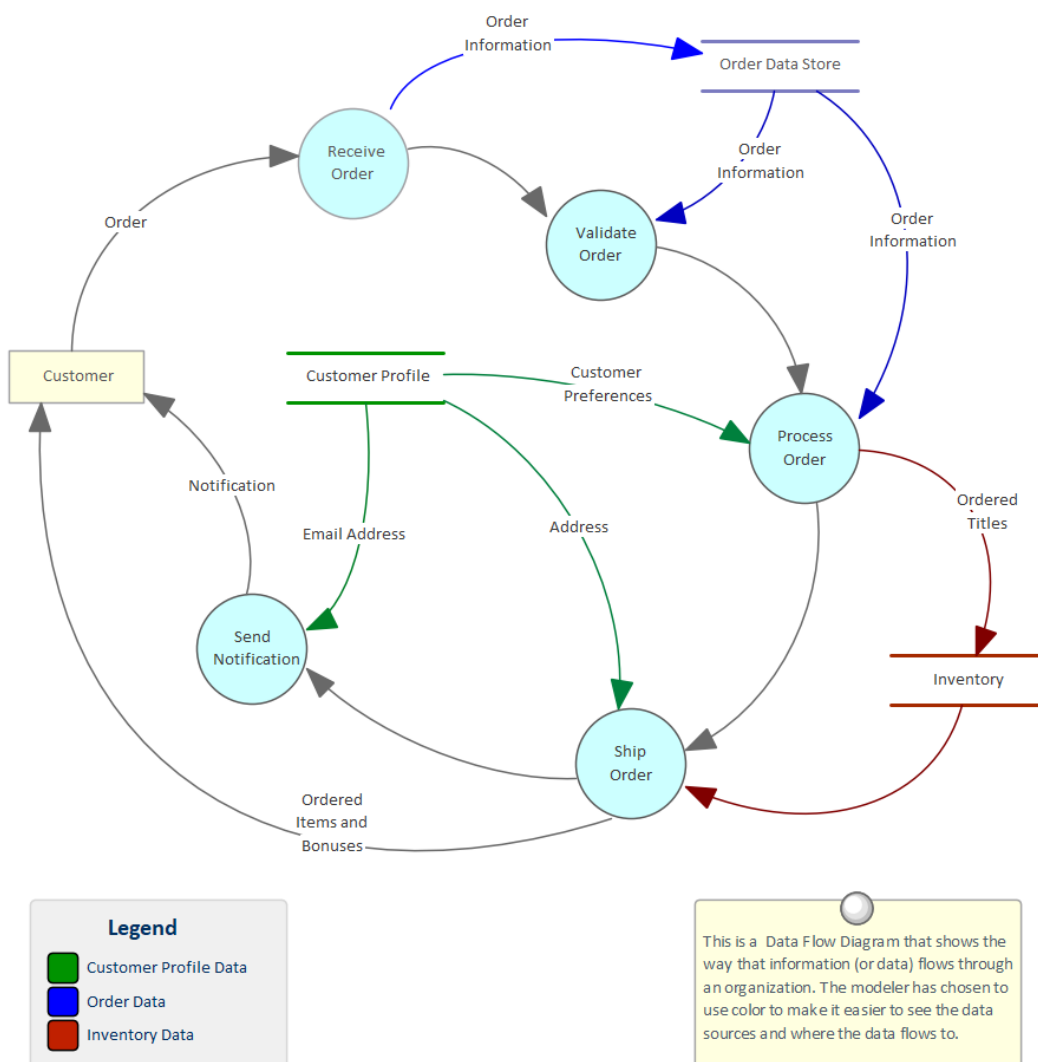 Order
Information
Order Data Store
Receive
Order
Order
Information
Order
Validate
Order
Order
Information
Customer
Customer Profile
Customer
Preferences
Process
Order
Notification
Email Address
Address
Ordered
Titles
Send
Notification
Inventory
Ship
Order
Ordered
Items and
Bonuses
Legend
Customer Profile Data
Order Data
Inventory Data
This is a Data Flow Diagram that shows the
way that information (or data) flows through
an organization. The modeler has chosen to
use color to make it easier to see the data
sources and where the data flows to.